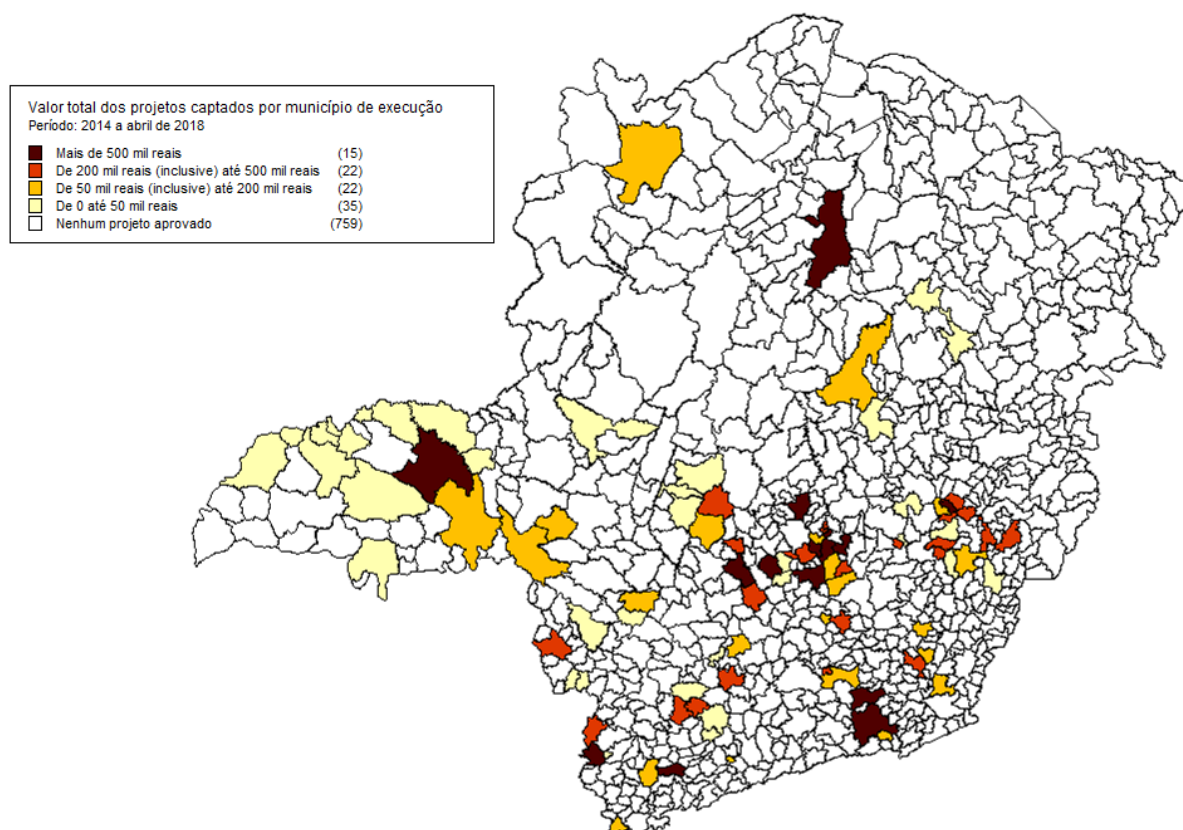 Valor total dos projetos captados por município de execução
Período: 2014 a abril de 2018
Mais de 500 mil reais (15)
De 200 mil reais (inclusive) até 500 mil reais (22)
De 50 mil reais (inclusive) até 200 mil reais (22)
De 0 até 50 mil reais (35)
Nenhum projeto aprovado (759)